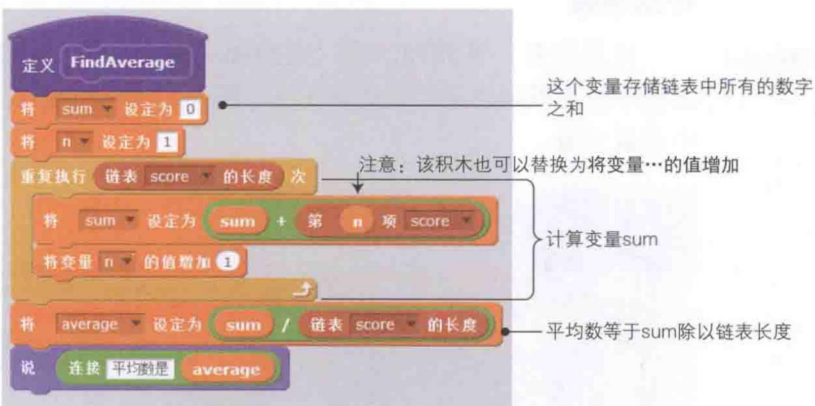 定义 FindAverage
将 sum 设定为 0
这个变量存储链表中所有的数字
之和
将 n 设定为 1
重复执行 链表 score 的长度 次
注意：该积木也可以替换为将变量…的值增加
将 sum 设定为 sum + 第 n 项 score
计算变量sum
将变量 n 的值增加 1
将 average 设定为 sum / 链表 score 的长度
平均数等于sum除以链表长度
说 连接 平均数是 average